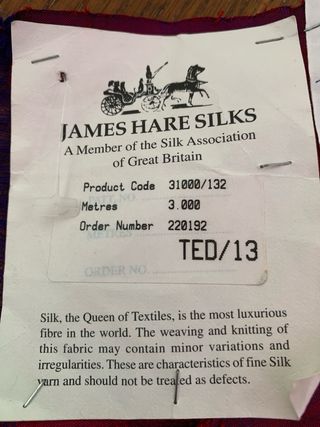 JAMES HARE SILKS
A Member of the Silk Association
of Great Britain
Product Code 31000/132
Metres 3.000
Order Number 220192
TED/13
METRES
ORDER NO.
Silk, the Queen of Textiles, is the most luxurious
fibre in the world. The weaving and knitting of
this fabric may contain minor variations and
irregularities. These are characteristics of fine Silk
yarn and should not be treated as defects.